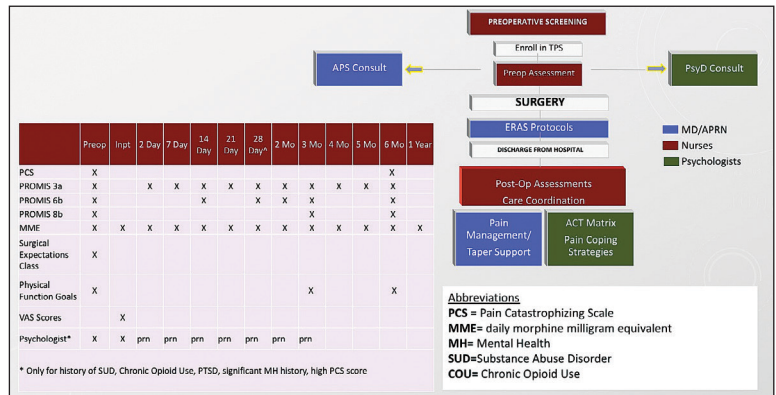 PREOPERATIVE SCREENING
Enroll in TPS
APS Consult
Preop Assessment
PsyD Consult
SURGERY
ERAS Protocols
DISCHARGE FROM HOSPITAL
Post-Op Assessments
Care Coordination
Pain
Management/
Taper Support
ACT Matrix
Pain Coping
Strategies
MD/APRN
Nurses
Psychologists
Preop Inpt 2 Day 7 Day 14 Day 21 Day 28 Day^ 2 Mo 3 Mo 4 Mo 5 Mo 6 Mo 1 Year
PCS X X
PROMIS 3a X X X X X X X X X X X
PROMIS 6b X X X X X X
PROMIS 8b X X X
MME X X X X X X X X X X X X X
Surgical
Expectations
Class X
Physical
Function Goals X X X
VAS Scores X
Psychologist* X X prn prn prn prn prn prn prn
* Only for history of SUD, Chronic Opioid Use, PTSD, significant MH history, high PCS score
Abbreviations
PCS = Pain Catastrophizing Scale
MME= daily morphine milligram equivalent
MH= Mental Health
SUD=Substance Abuse Disorder
COU= Chronic Opioid Use